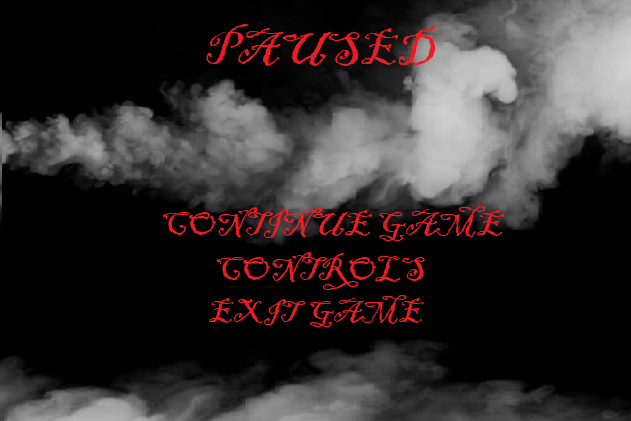 PAUSED
CONTINUE GAME
CONTROLS
EXIT GAME